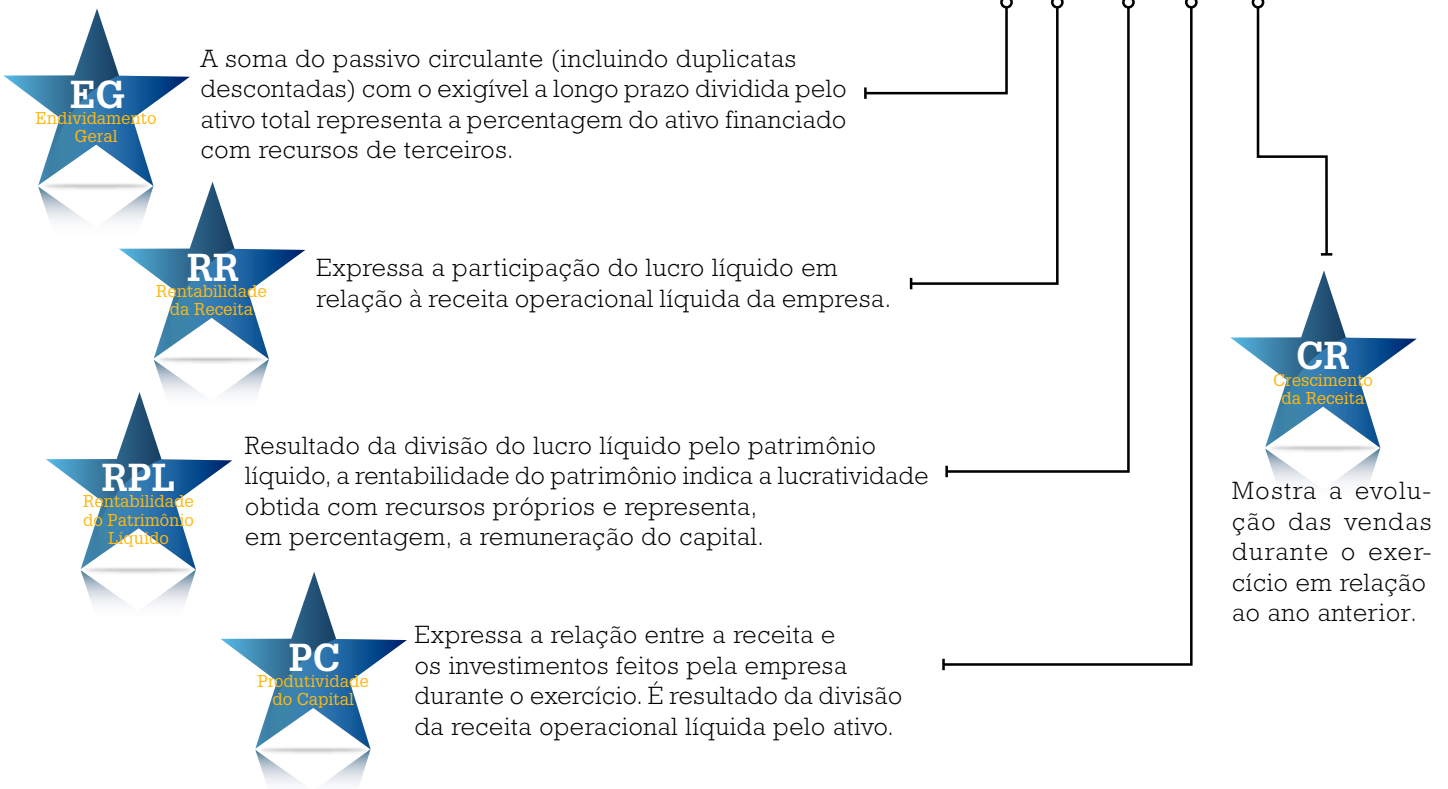 EG
Endividamento
Geral
A soma do passivo circulante (incluindo duplicatas
descontadas) com o exigível a longo prazo dividida pelo
ativo total representa a percentagem do ativo financiado
com recursos de terceiros.
RR
Rentabilidade
da Receita
Expressa a participação do lucro líquido em
relação à receita operacional líquida da empresa.
RPL
Rentabilidade
do Patrimônio
Líquido
Resultado da divisão do lucro líquido pelo patrimônio
líquido, a rentabilidade do patrimônio indica a lucratividade
obtida com recursos próprios e representa,
em percentagem, a remuneração do capital.
PC
Produtividade
do Capital
Expressa a relação entre a receita e
os investimentos feitos pela empresa
durante o exercício. É resultado da divisão
da receita operacional líquida pelo ativo.
CR
Crescimento
da Receita
Mostra a evolu-
ção das vendas
durante o exer-
cício em relação
ao ano anterior.